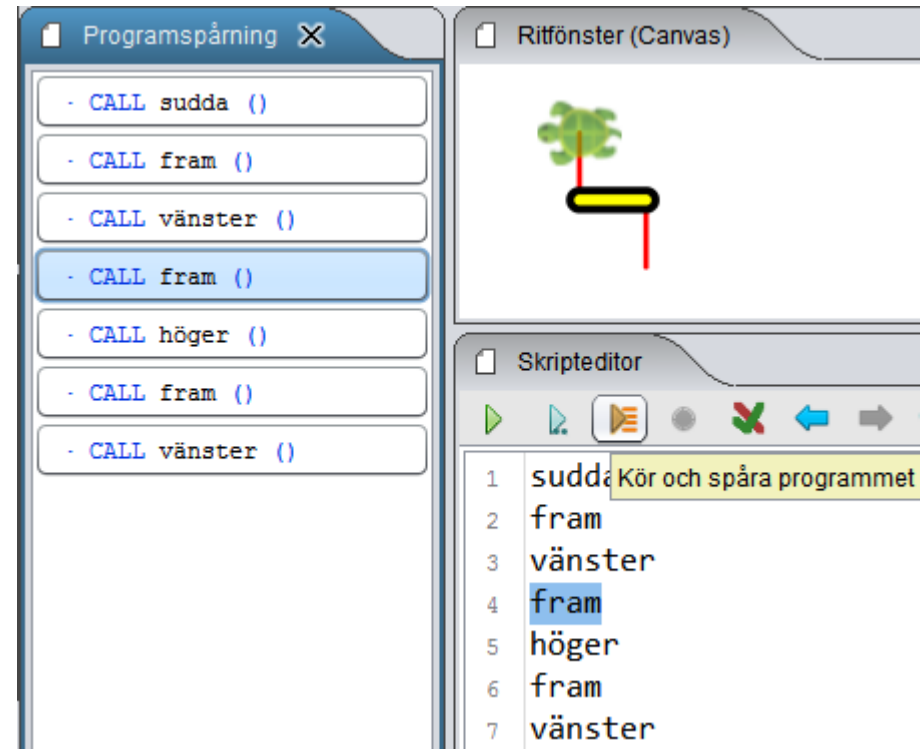 Programspårning
· CALL sudda ()
· CALL fram ()
· CALL vänster ()
· CALL fram ()
· CALL höger ()
· CALL fram ()
· CALL vänster ()
Ritfönster (Canvas)
Skripteditor
Kör och spåra programmet
1 sudda
2 fram
3 vänster
4 fram
5 höger
6 fram
7 vänster